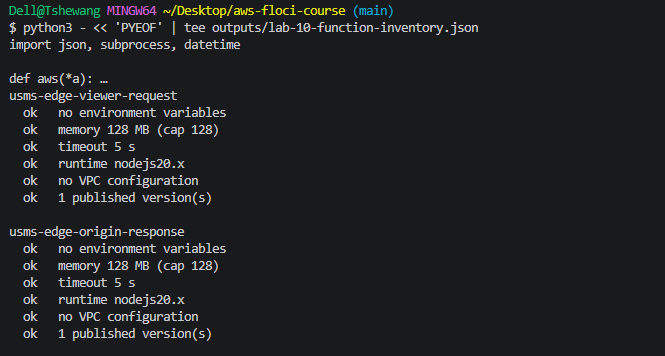 Dell@Tshewang MINGW64 ~/Desktop/aws-floci-course (main)
$ python3 - << 'PYEOF' | tee outputs/lab-10-function-inventory.json
import json, subprocess, datetime

def aws(*a): …
usms-edge-viewer-request
  ok   no environment variables
  ok   memory 128 MB (cap 128)
  ok   timeout 5 s
  ok   runtime nodejs20.x
  ok   no VPC configuration
  ok   1 published version(s)

usms-edge-origin-response
  ok   no environment variables
  ok   memory 128 MB (cap 128)
  ok   timeout 5 s
  ok   runtime nodejs20.x
  ok   no VPC configuration
  ok   1 published version(s)